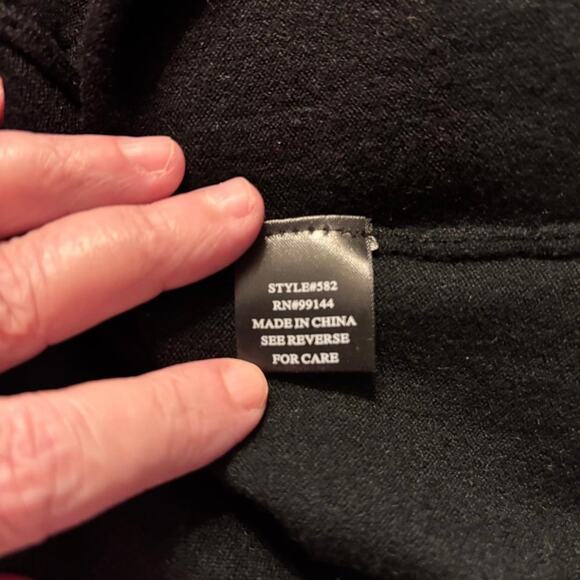 STYLE#582
RN#99144
MADE IN CHINA
SEE REVERSE
FOR CARE